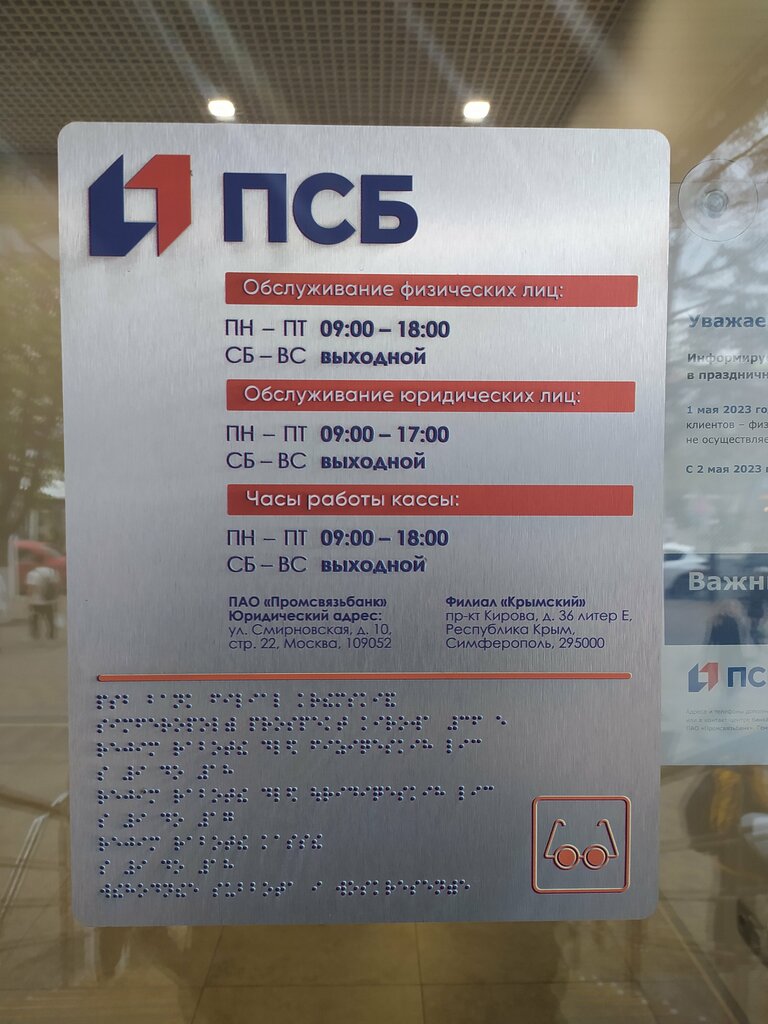 ПСБ
Обслуживание физических лиц:
ПН – ПТ 09:00 – 18:00
СБ – ВС выходной
Обслуживание юридических лиц:
ПН – ПТ 09:00 – 17:00
СБ – ВС выходной
Часы работы кассы:
ПН – ПТ 09:00 – 18:00
СБ – ВС выходной
ПАО «Промсвязьбанк»
Юридический адрес:
ул. Смирновская, д. 10,
стр. 22, Москва, 109052
Филиал «Крымский»
пр-кт Кирова, д. 36 литер Е,
Республика Крым,
Симферополь, 295000
Уважае
Информиру
в празднич
1 мая 2023 го
клиентов – физ
не осуществляе
С 2 мая 2023
Важн
ПС